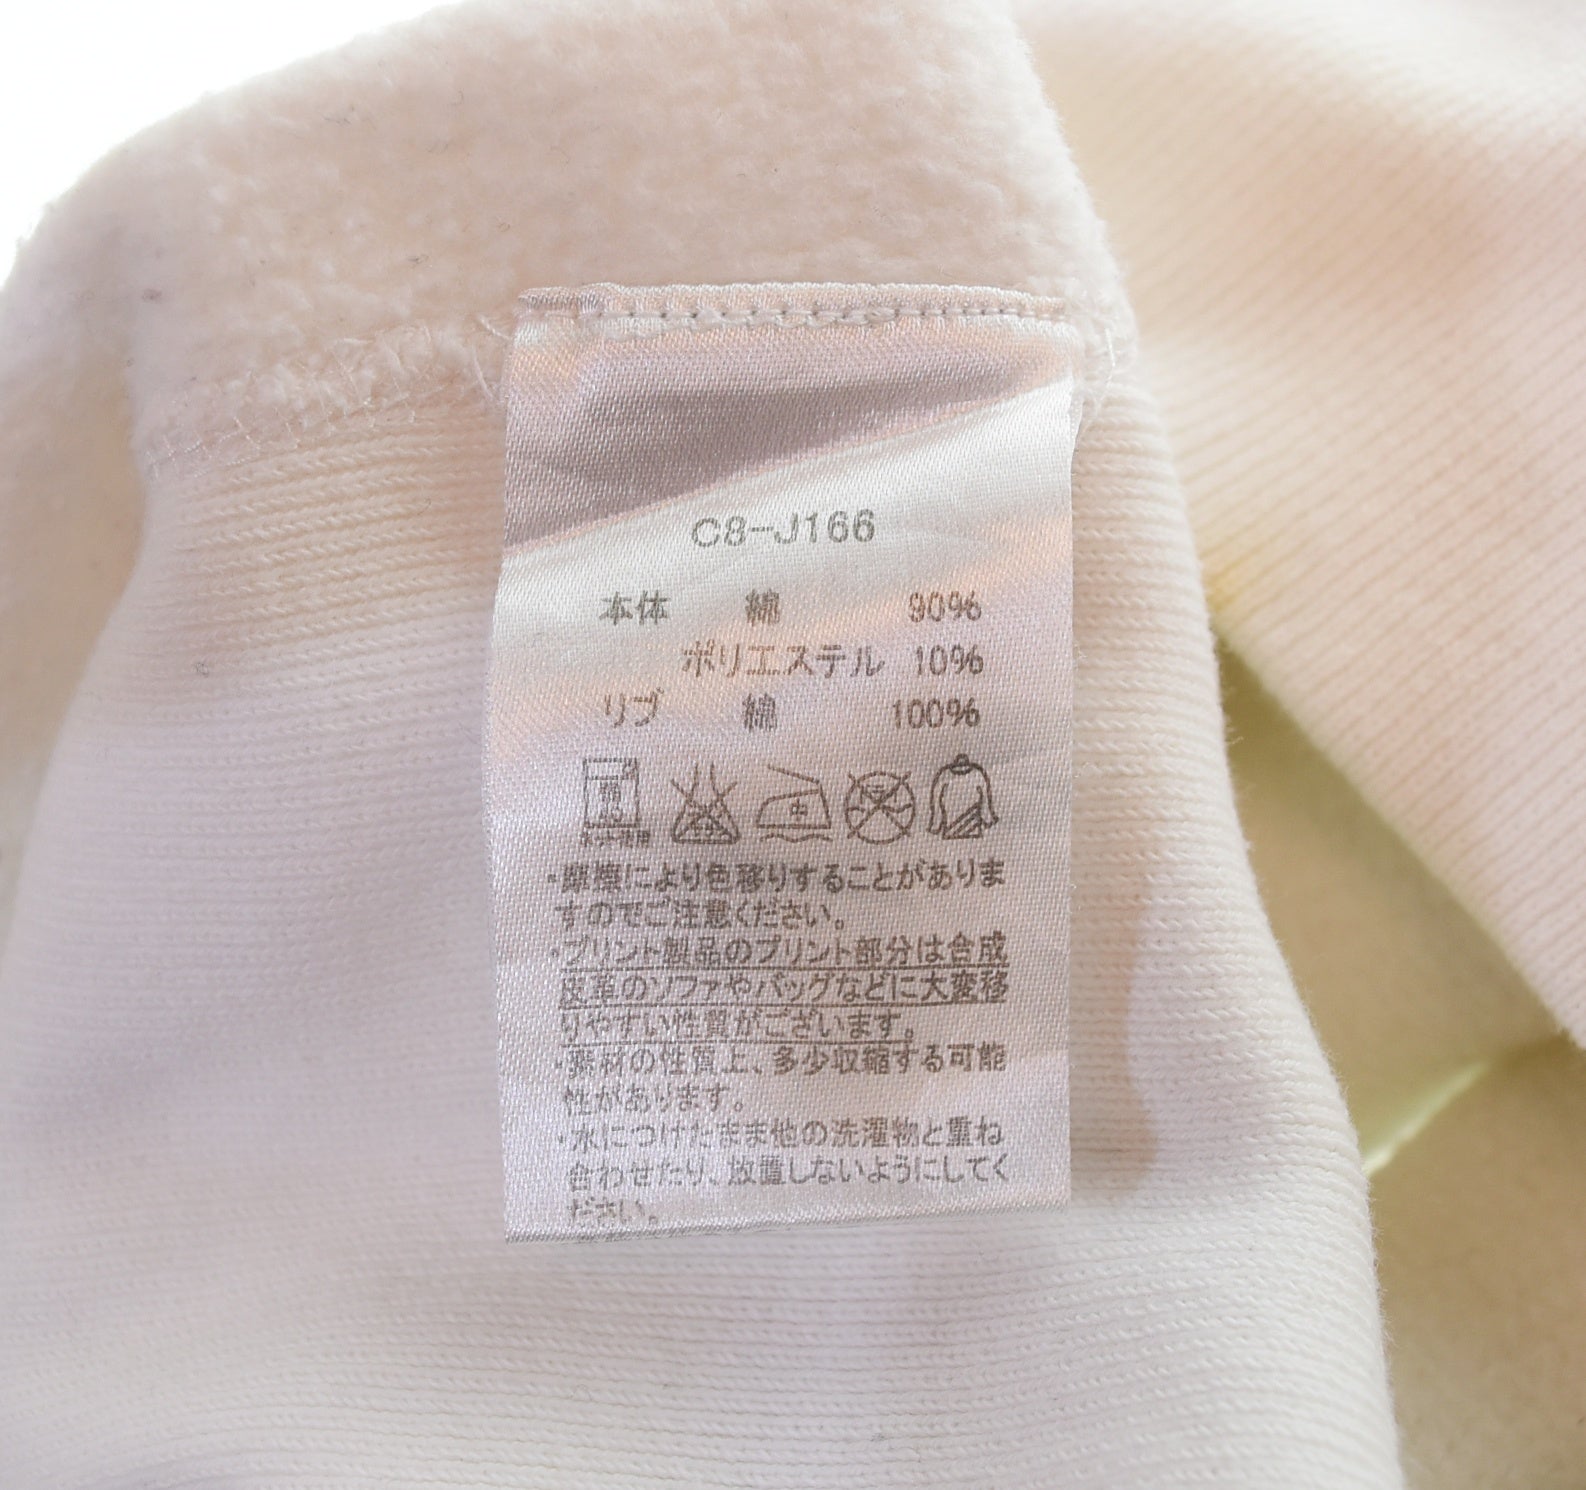 C8-J166
本体 綿 90%
ポリエステル 10%
リブ 綿 100%
中
・摩擦により色移りすることがありま
すのでご注意ください。
・プリント製品のプリント部分は合成
皮革のソファやバッグなどに大変移
りやすい性質がございます。
・素材の性質上、多少収縮する可能
性があります。
・水につけたまま他の洗濯物と重ね
合わせたり、放置しないようにしてく
ださい。